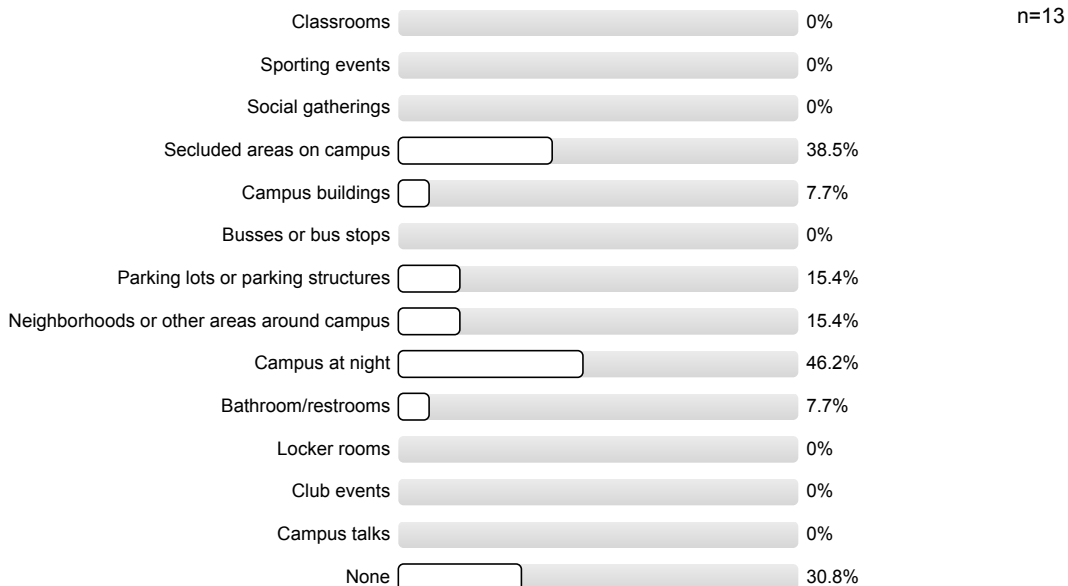 Classrooms 0% n=13
Sporting events 0%
Social gatherings 0%
Secluded areas on campus 38.5%
Campus buildings 7.7%
Busses or bus stops 0%
Parking lots or parking structures 15.4%
Neighborhoods or other areas around campus 15.4%
Campus at night 46.2%
Bathroom/restrooms 7.7%
Locker rooms 0%
Club events 0%
Campus talks 0%
None 30.8%